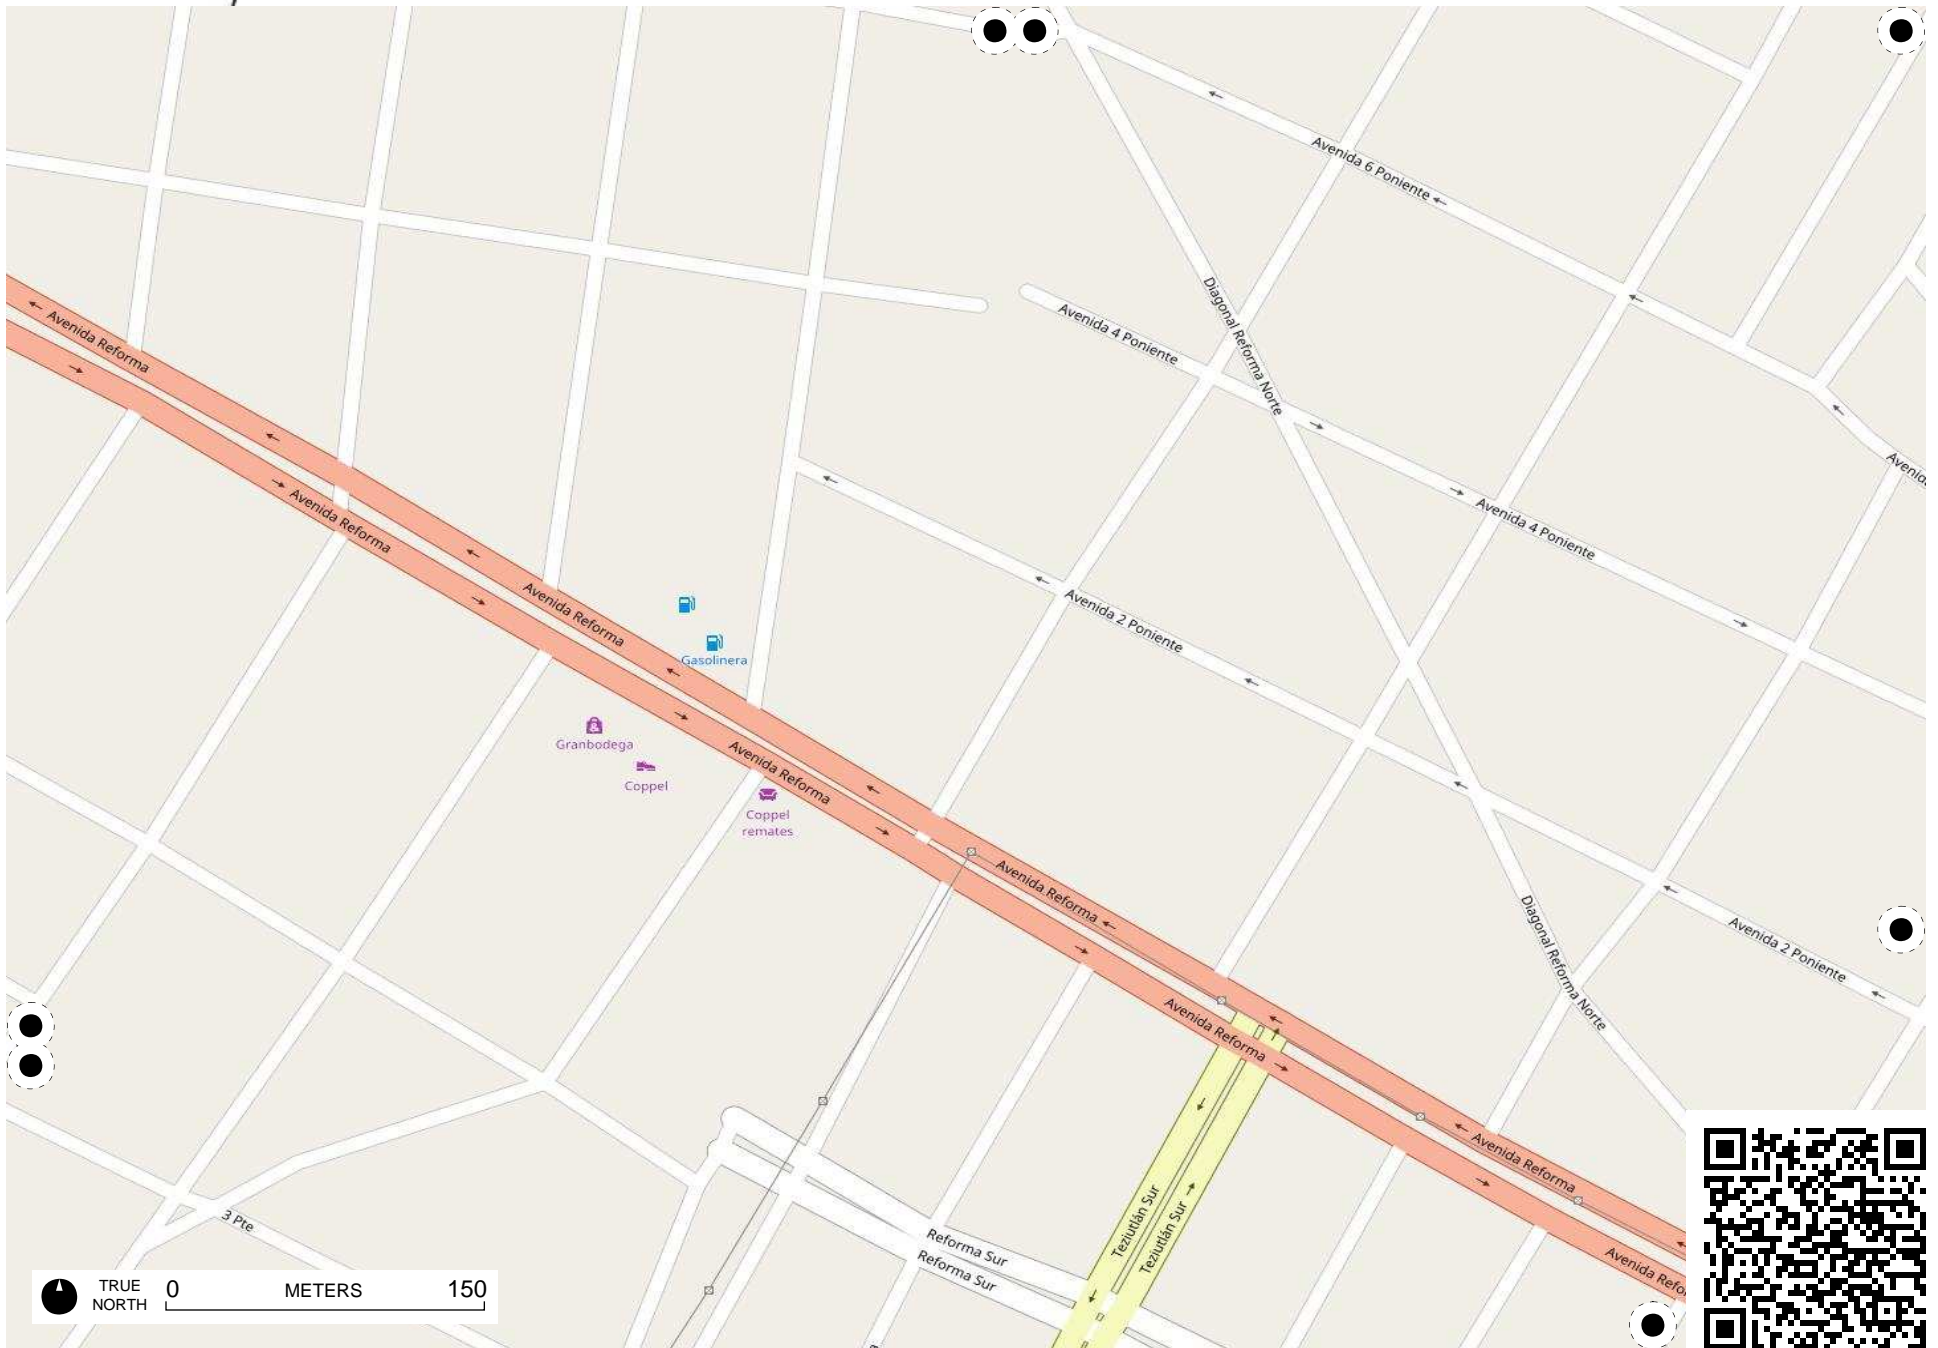 Avenida 6 Poniente
Diagonal Reforma Norte
Avenida 4 Poniente
Avenida Reforma
Avenida 4 Poniente
Avenida Reforma
Avenida Reforma
Avenida 2 Poniente
Gasolinera
Granbodega
Coppel
Avenida Reforma
Coppel
remates
Avenida Reforma
Diagonal Reforma Norte
Avenida 2 Poniente
Avenida Reforma
Avenida Reforma
Teziutlán Sur
Teziutlán Sur
3 Pte
Reforma Sur
Reforma Sur
TRUE
NORTH
0 METERS 150